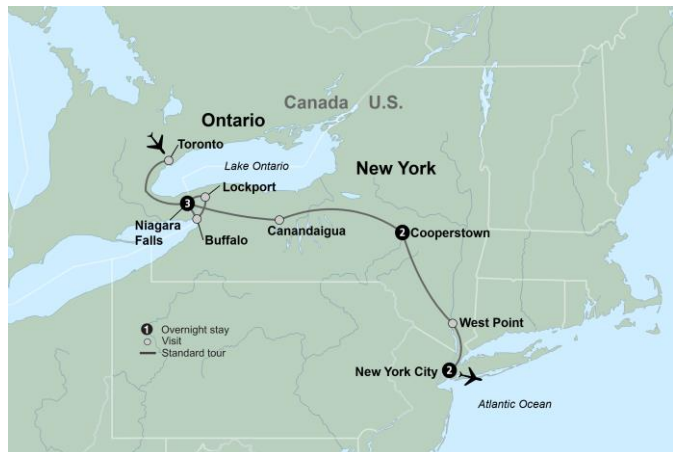 Canada U.S.
Ontario
Toronto
Lake Ontario
New York
Lockport
3
Niagara
Falls
Buffalo
Canandaigua
2 Cooperstown
West Point
1 Overnight stay
Visit
Standard tour
New York City 2
Atlantic Ocean